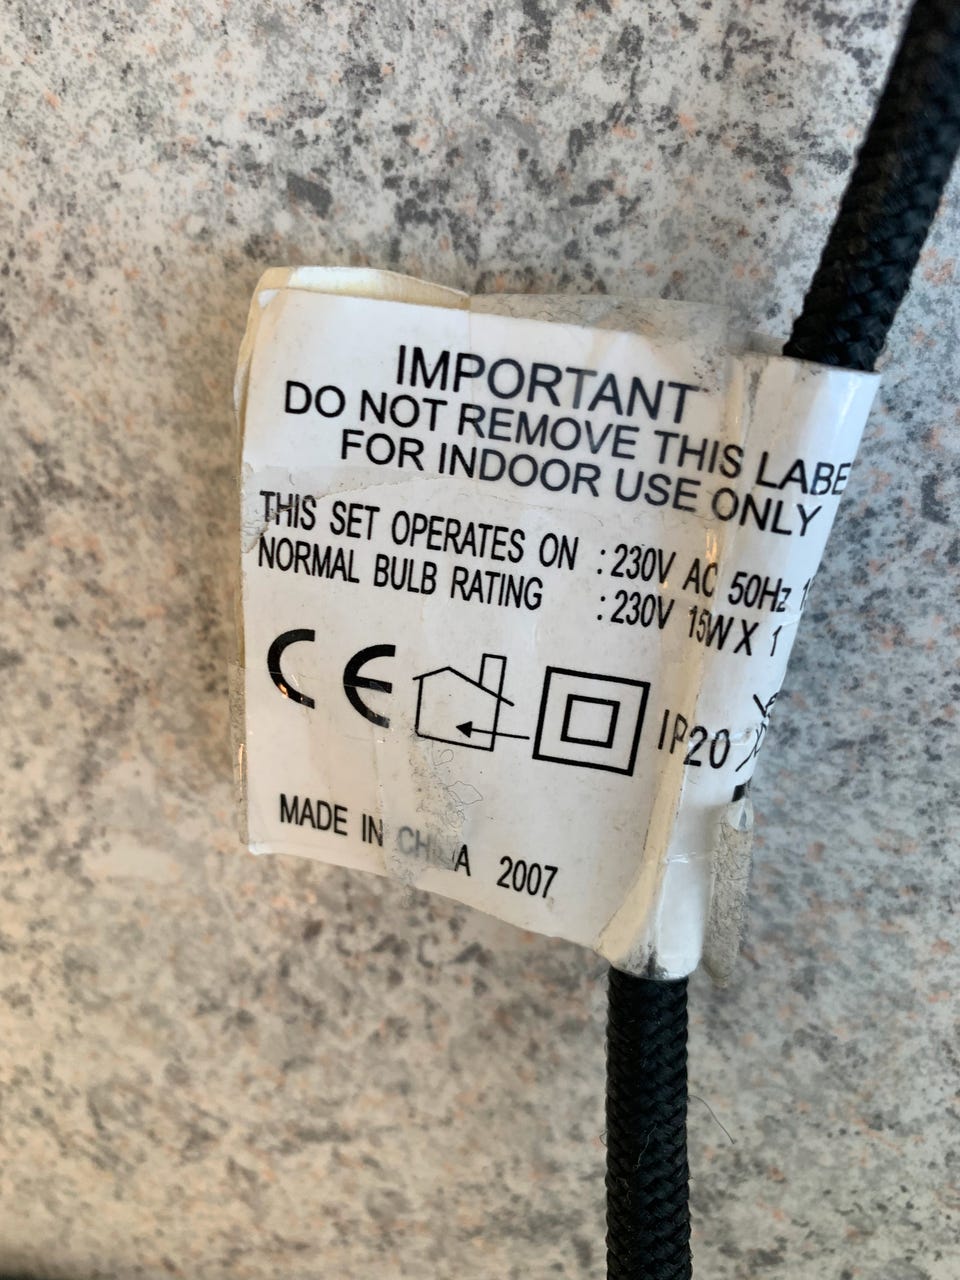 IMPORTANT
DO NOT REMOVE THIS LABE
FOR INDOOR USE ONLY
THIS SET OPERATES ON : 230V AC 50Hz 1
NORMAL BULB RATING : 230V 15W X 1
CE
IP20
MADE IN CHINA 2007